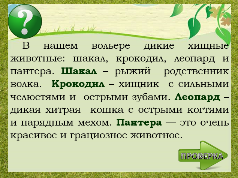 В нашем вольере дикие хищные
животные: шакал, крокодил, леопард и
пантера. Шакал – рыжий родственник
волка. Крокодил – хищник с сильными
челюстями и острыми зубами. Леопард –
дикая хитрая кошка с острыми когтями
и нарядным мехом. Пантера — это очень
красивое и грациозное животное.
ПРОВЕРКА